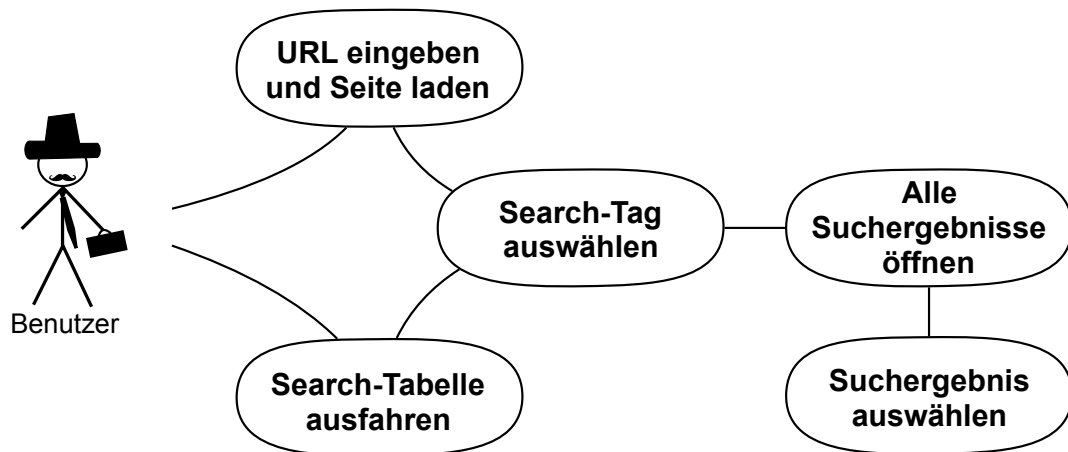 URL eingeben
und Seite laden
Search-Tag
auswählen
Alle
Suchergebnisse
öffnen
Benutzer
Search-Tabelle
ausfahren
Suchergebnis
auswählen